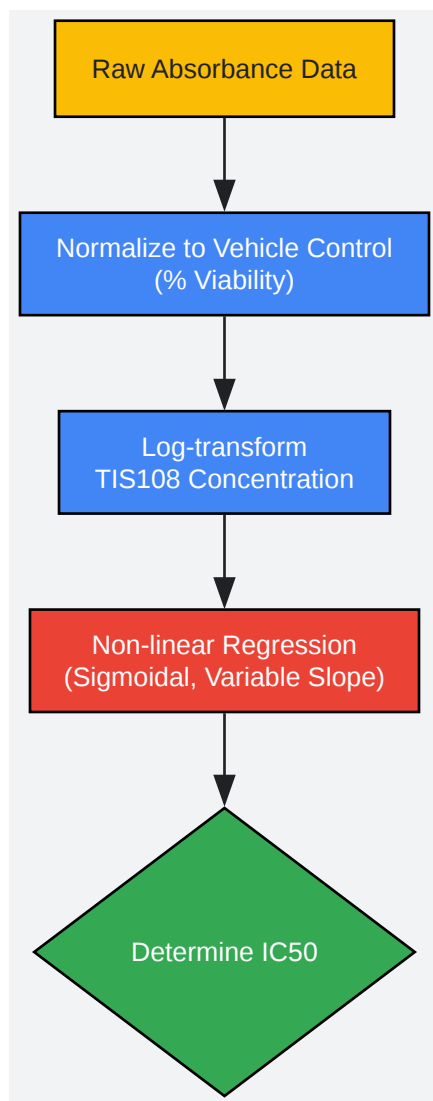 Raw Absorbance Data
Normalize to Vehicle Control
(% Viability)
Log-transform
TIS108 Concentration
Non-linear Regression
(Sigmoidal, Variable Slope)
Determine IC50